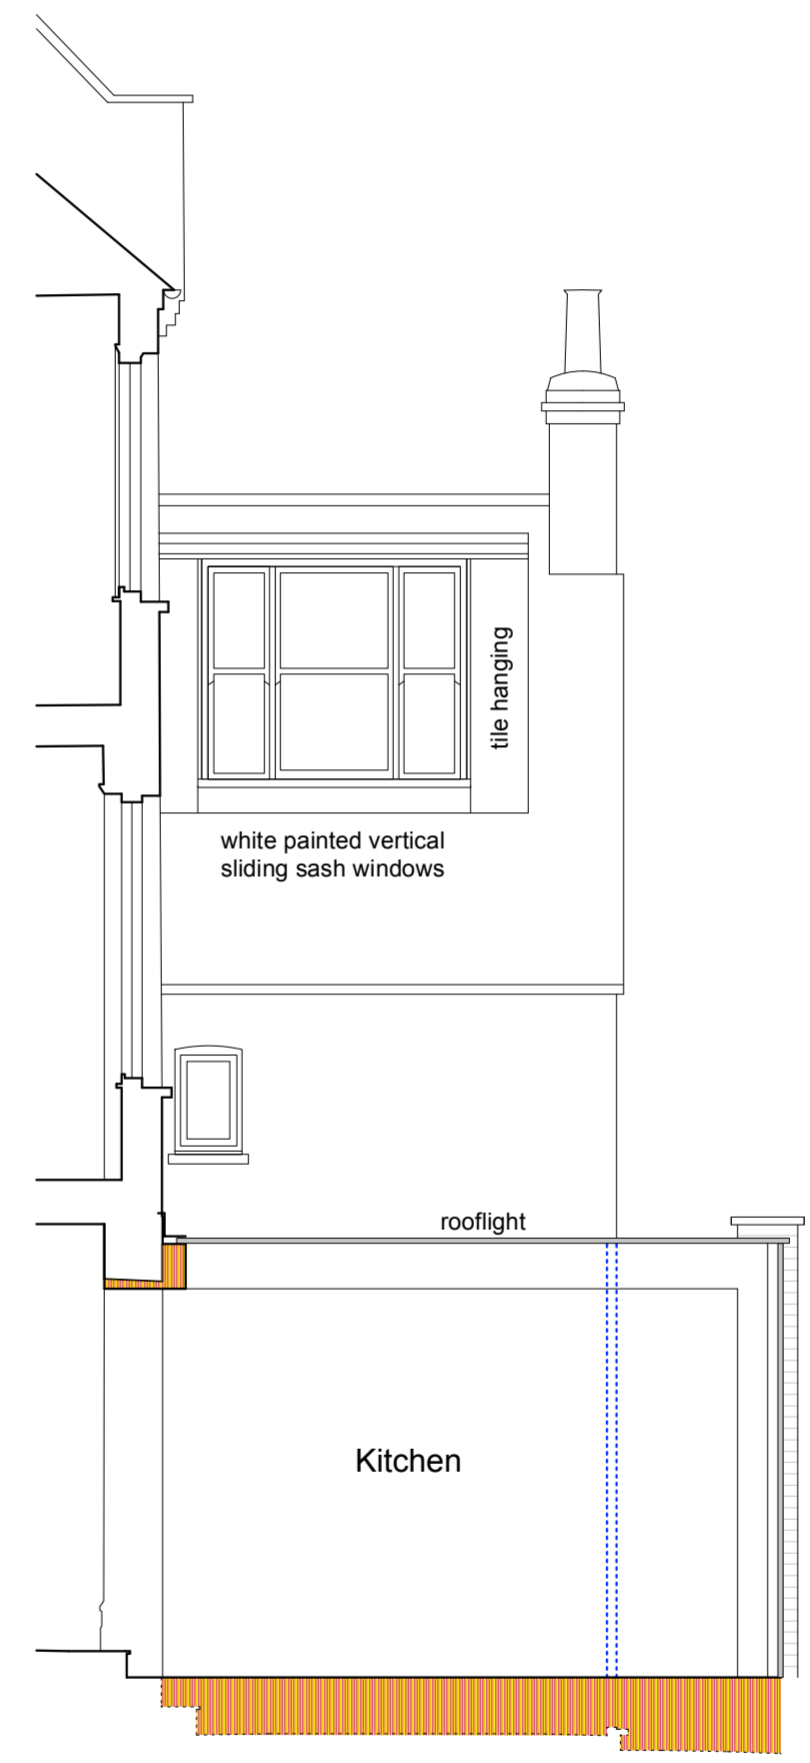 tile hanging
white painted vertical
sliding sash windows
rooflight
Kitchen